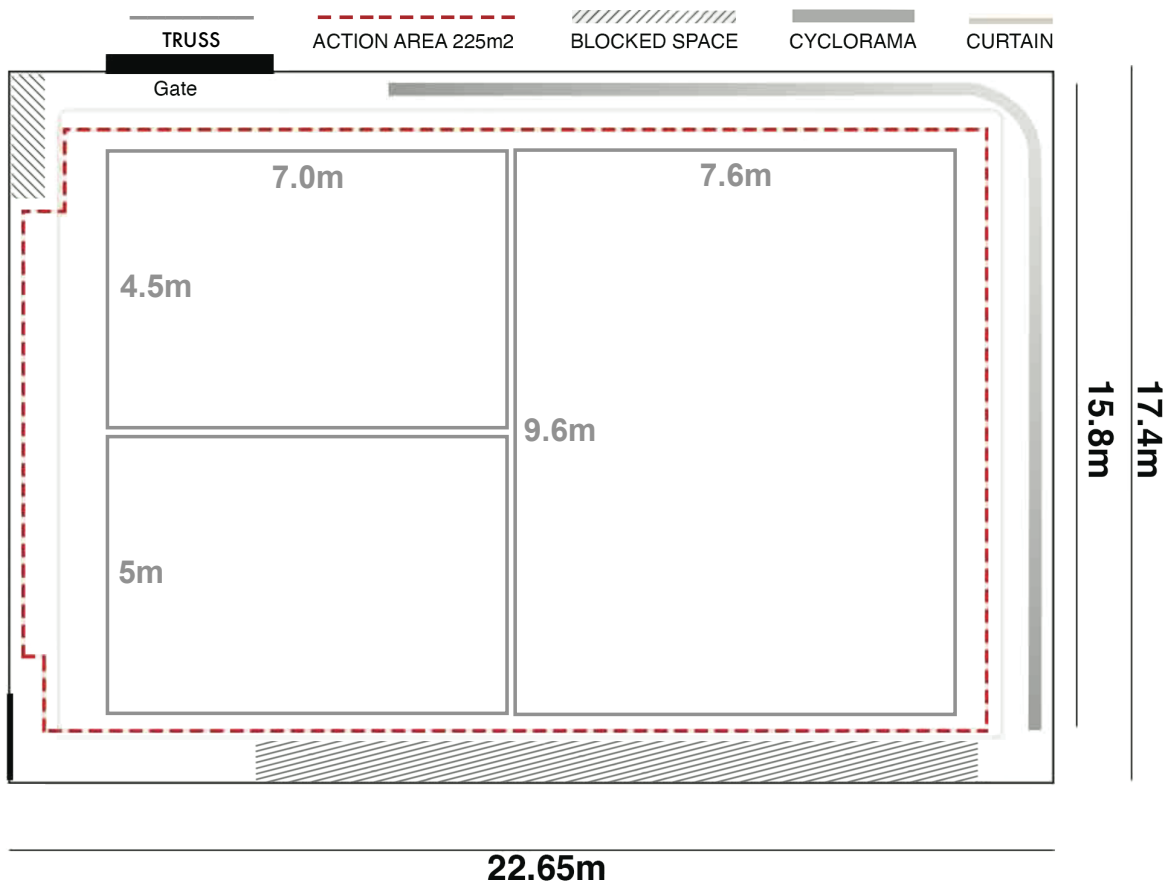 TRUSS
ACTION AREA 225m2
BLOCKED SPACE
CYCLORAMA
CURTAIN
Gate
7.0m
7.6m
4.5m
9.6m
5m
15.8m
17.4m
22.65m